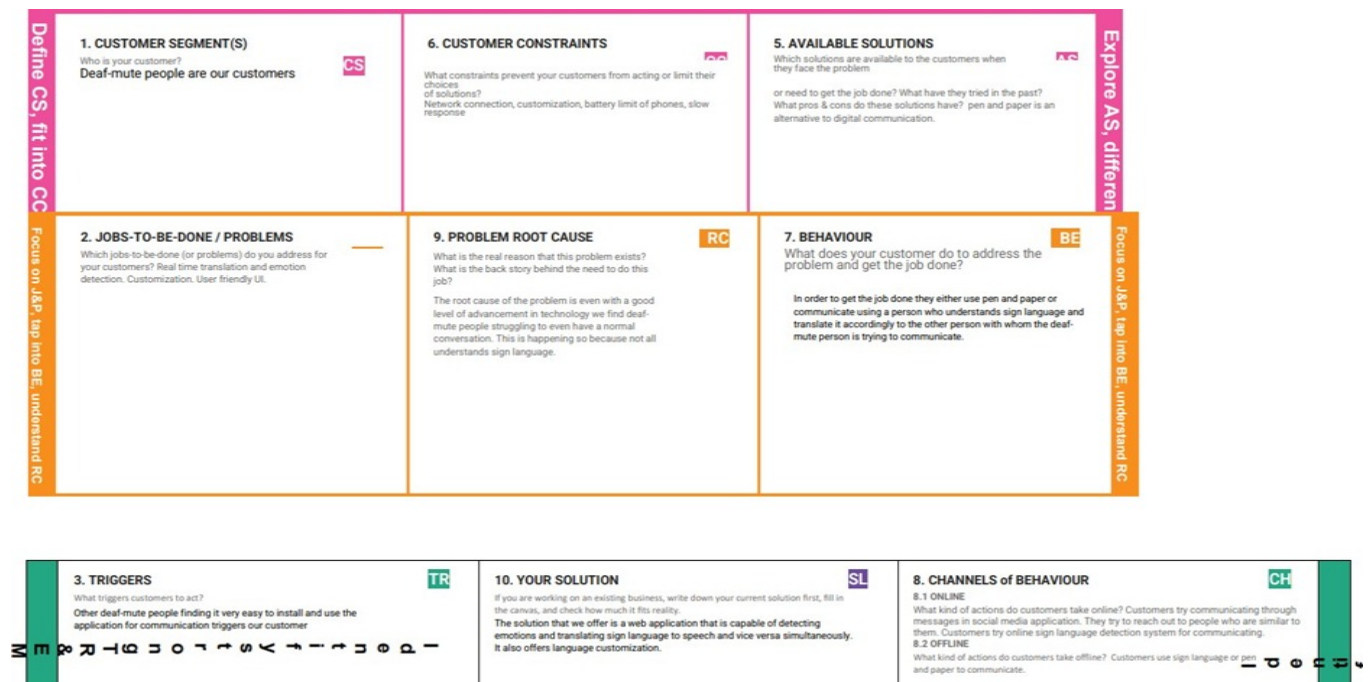 Define CS, fit into CC
1. CUSTOMER SEGMENT(S)
Who is your customer?
CS
Deaf-mute people are our customers
6. CUSTOMER CONSTRAINTS
What constraints prevent your customers from acting or limit their
choices
of solutions?
Network connection, customization, battery limit of phones, slow
response
5. AVAILABLE SOLUTIONS
Which solutions are available to the customers when
they face the problem
AS
or need to get the job done? What have they tried in the past?
What pros & cons do these solutions have? pen and paper is an
alternative to digital communication.
Explore AS, differen
Focus on J&P, tap into BE, understand RC
2. JOBS-TO-BE-DONE / PROBLEMS
Which jobs-to-be-done (or problems) do you address for
your customers? Real time translation and emotion
detection. Customization. User friendly UI.
9. PROBLEM ROOT CAUSE
RC
What is the real reason that this problem exists?
What is the back story behind the need to do this
job?
The root cause of the problem is even with a good
level of advancement in technology we find deaf-
mute people struggling to even have a normal
conversation. This is happening so because not all
understands sign language.
7. BEHAVIOUR
BE
What does your customer do to address the
problem and get the job done?
In order to get the job done they either use pen and paper or
communicate using a person who understands sign language and
translate it accordingly to the other person with whom the deaf-
mute person is trying to communicate.
Focus on J&P, tap into BE, understand RC
3. TRIGGERS
TR
What triggers customers to act?
Other deaf-mute people finding it very easy to install and use the
application for communication triggers our customer
Identify strong TR & EM
10. YOUR SOLUTION
SL
If you are working on an existing business, write down your current solution first, fill in
the canvas, and check how much it fits reality.
The solution that we offer is a web application that is capable of detecting
emotions and translating sign language to speech and vice versa simultaneously.
It also offers language customization.
8. CHANNELS of BEHAVIOUR
CH
8.1 ONLINE
What kind of actions do customers take online? Customers try communicating through
messages in social media application. They try to reach out to people who are similar to
them. Customers try online sign language detection system for communicating.
8.2 OFFLINE
What kind of actions do customers take offline? Customers use sign language or pen
and paper to communicate.